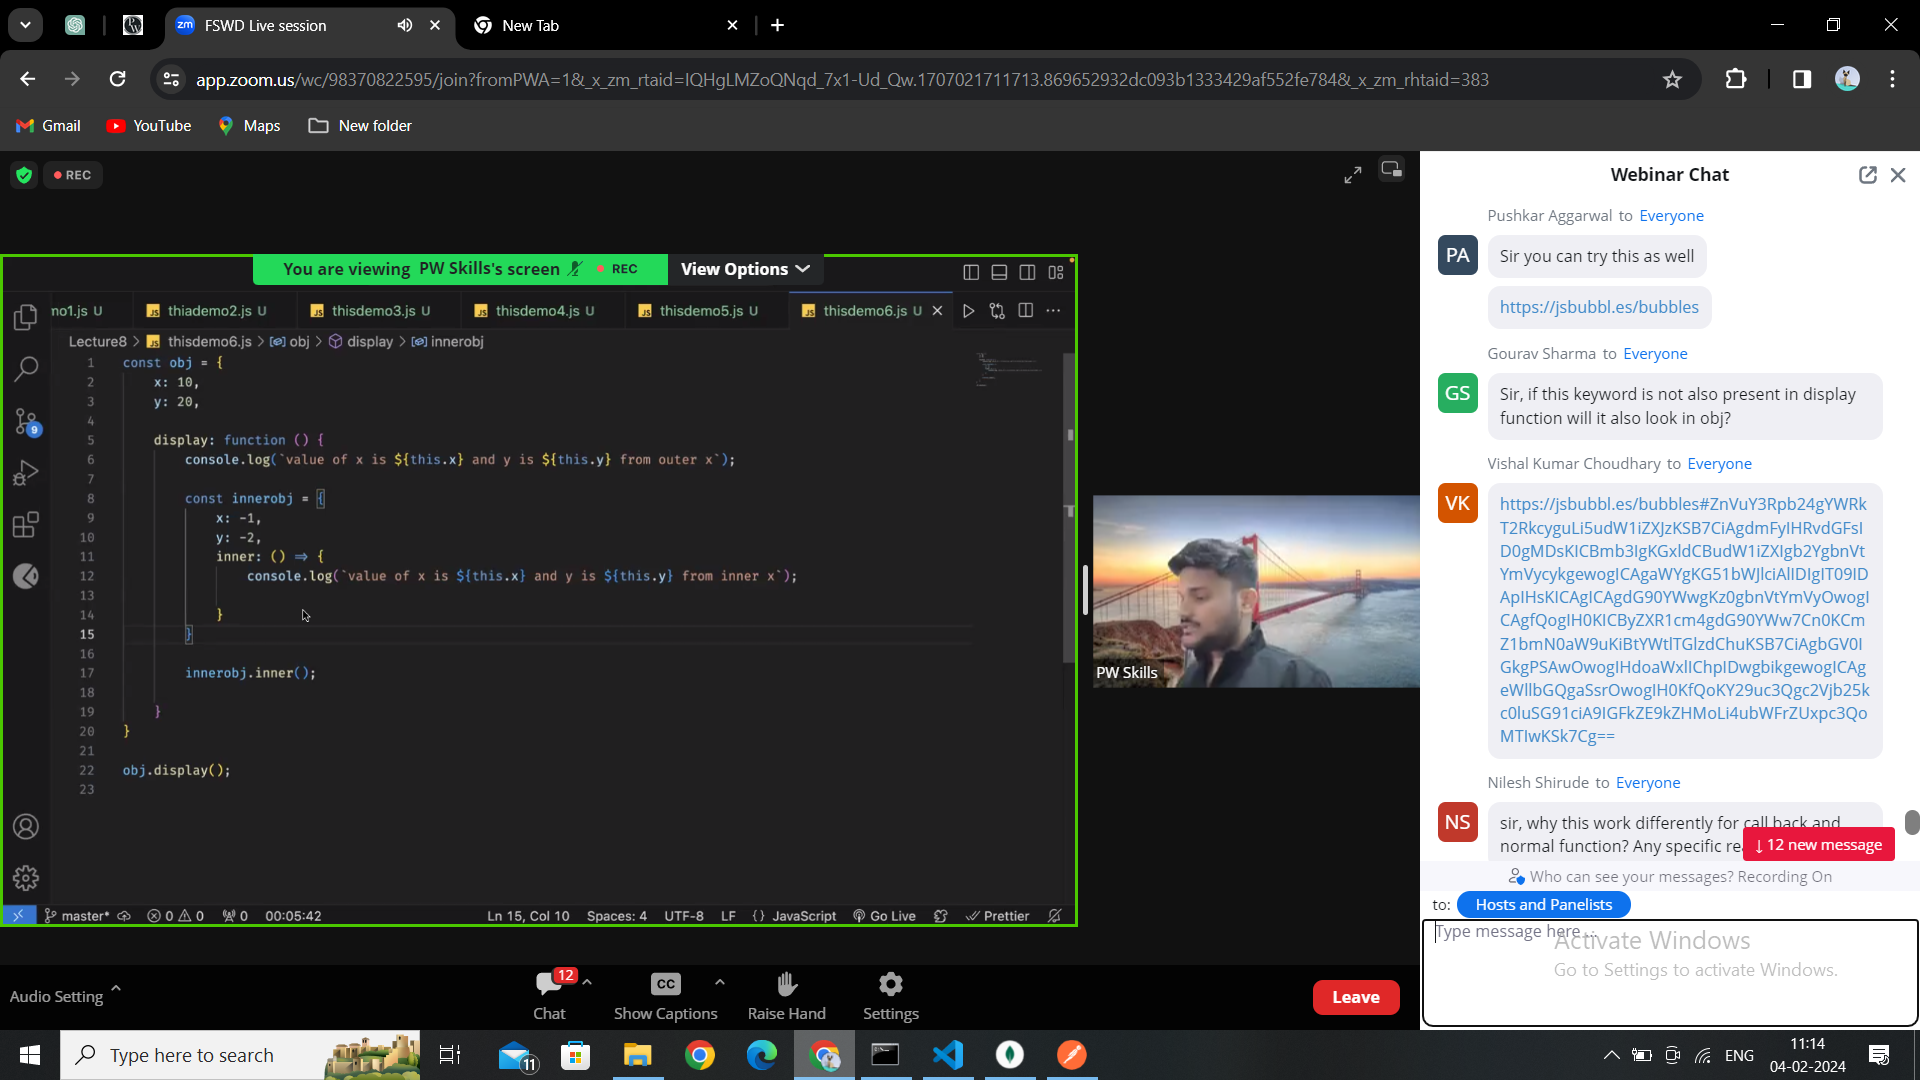 FSWD Live session
New Tab
app.zoom.us/wc/98370822595/join?fromPWA=1&_x_zm_rtaid=IQHgLMZoQNqd_7x1-Ud_Qw.1707021711713.869652932dc093b1333429af552fe784&_x_zm_rhtaid=383
Gmail
YouTube
Maps
New folder
REC
You are viewing PW Skills's screen
REC
View Options
mo1.js U
thiademo2.js U
thisdemo3.js U
thisdemo4.js U
thisdemo5.js U
thisdemo6.js U
Lecture8 > thisdemo6.js > obj > display > innerobj
1 const obj = {
2 x: 10,
3 y: 20,
4
5 display: function () {
6 console.log(`value of x is ${this.x} and y is ${this.y} from outer x`);
7
8 const innerobj = {
9 x: -1,
10 y: -2,
11 inner: () => {
12 console.log(`value of x is ${this.x} and y is ${this.y} from inner x`);
13
14 }
15 }
16
17 innerobj.inner();
18
19 }
20 }
21
22 obj.display();
23
9
master*
0 0
0
00:05:42
Ln 15, Col 10
Spaces: 4
UTF-8
LF
{} JavaScript
Go Live
Prettier
PW Skills
Webinar Chat
Pushkar Aggarwal to Everyone
PA
Sir you can try this as well
https://jsbubbl.es/bubbles
Gourav Sharma to Everyone
GS
Sir, if this keyword is not also present in display
function will it also look in obj?
Vishal Kumar Choudhary to Everyone
VK
https://jsbubbl.es/bubbles#ZnVuY3Rpb24gYWRk
Nilesh Shirude to Everyone
NS
sir, why this work differently for call back and
normal function? Any specific
12 new message
Who can see your messages? Recording On
to: Hosts and Panelists
Type message here ...
Activate Windows
Go to Settings to activate Windows.
Audio Setting
12
Chat
CC
Show Captions
Raise Hand
Settings
Leave
Type here to search
11
ENG
11:14
04-02-2024